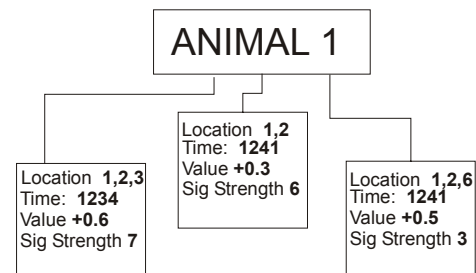 ANIMAL 1
Location 1,2,3
Time: 1234
Value +0.6
Sig Strength 7
Location 1,2
Time: 1241
Value +0.3
Sig Strength 6
Location 1,2,6
Time: 1241
Value +0.5
Sig Strength 3